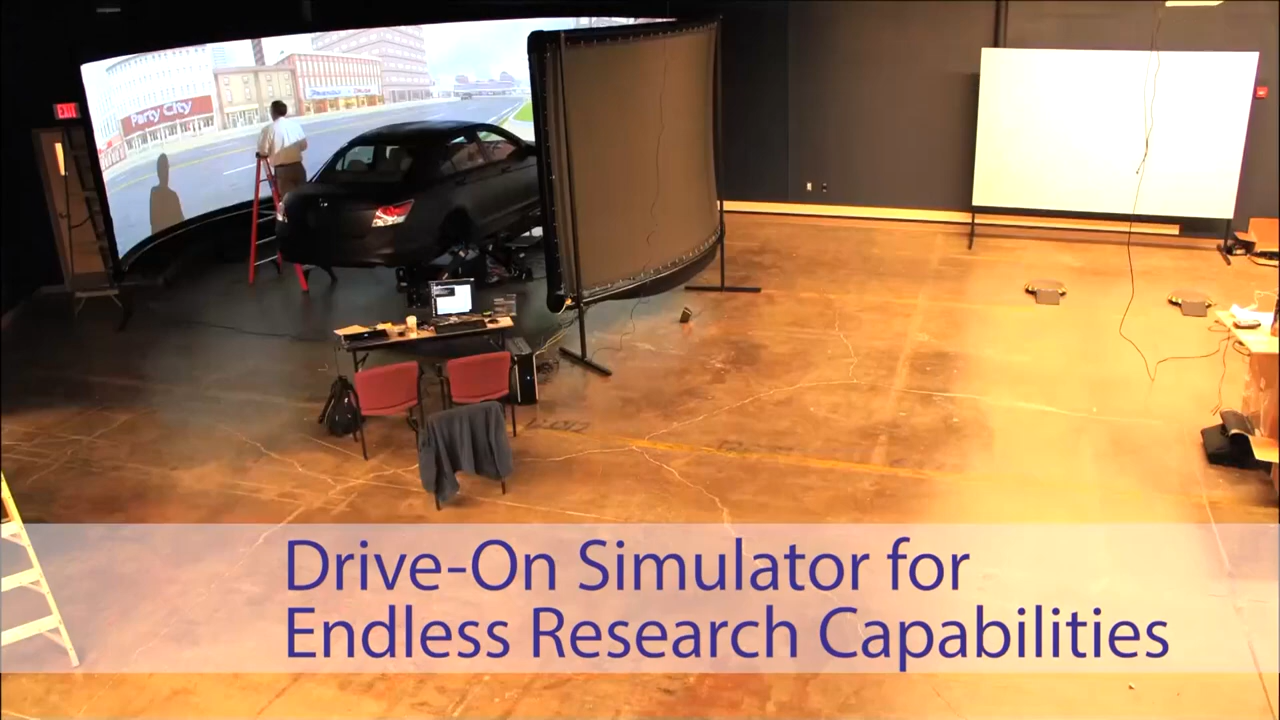 EXIT
Party City
Drive-On Simulator for
Endless Research Capabilities